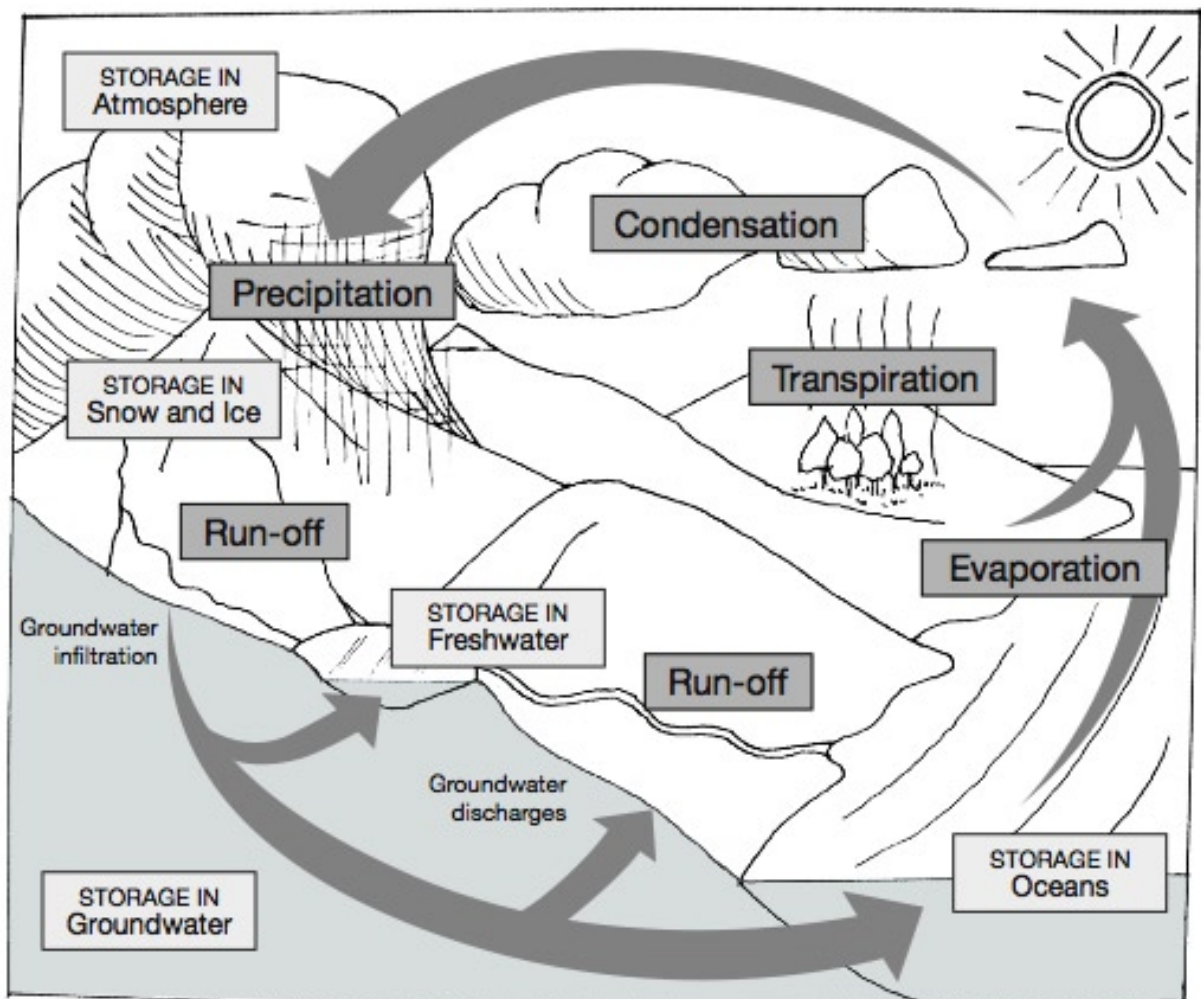 STORAGE IN
Atmosphere
Condensation
Precipitation
STORAGE IN
Snow and Ice
Transpiration
Run-off
Evaporation
Groundwater
infiltration
STORAGE IN
Freshwater
Run-off
Groundwater
discharges
STORAGE IN
Oceans
STORAGE IN
Groundwater